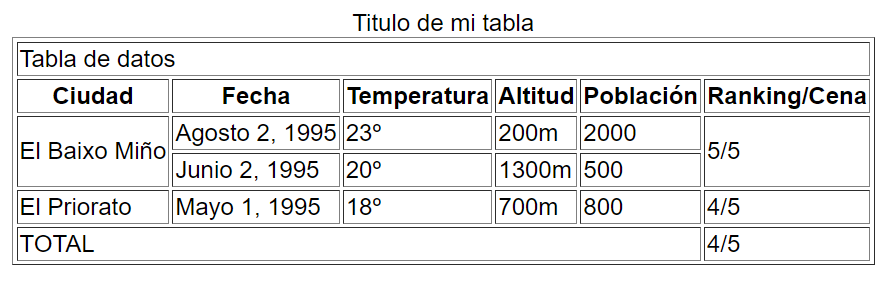 Titulo de mi tabla
Tabla de datos
Ciudad Fecha Temperatura Altitud Población Ranking/Cena
El Baixo Miño Agosto 2, 1995 23º 200m 2000 5/5
Junio 2, 1995 20º 1300m 500
El Priorato Mayo 1, 1995 18º 700m 800 4/5
TOTAL 4/5